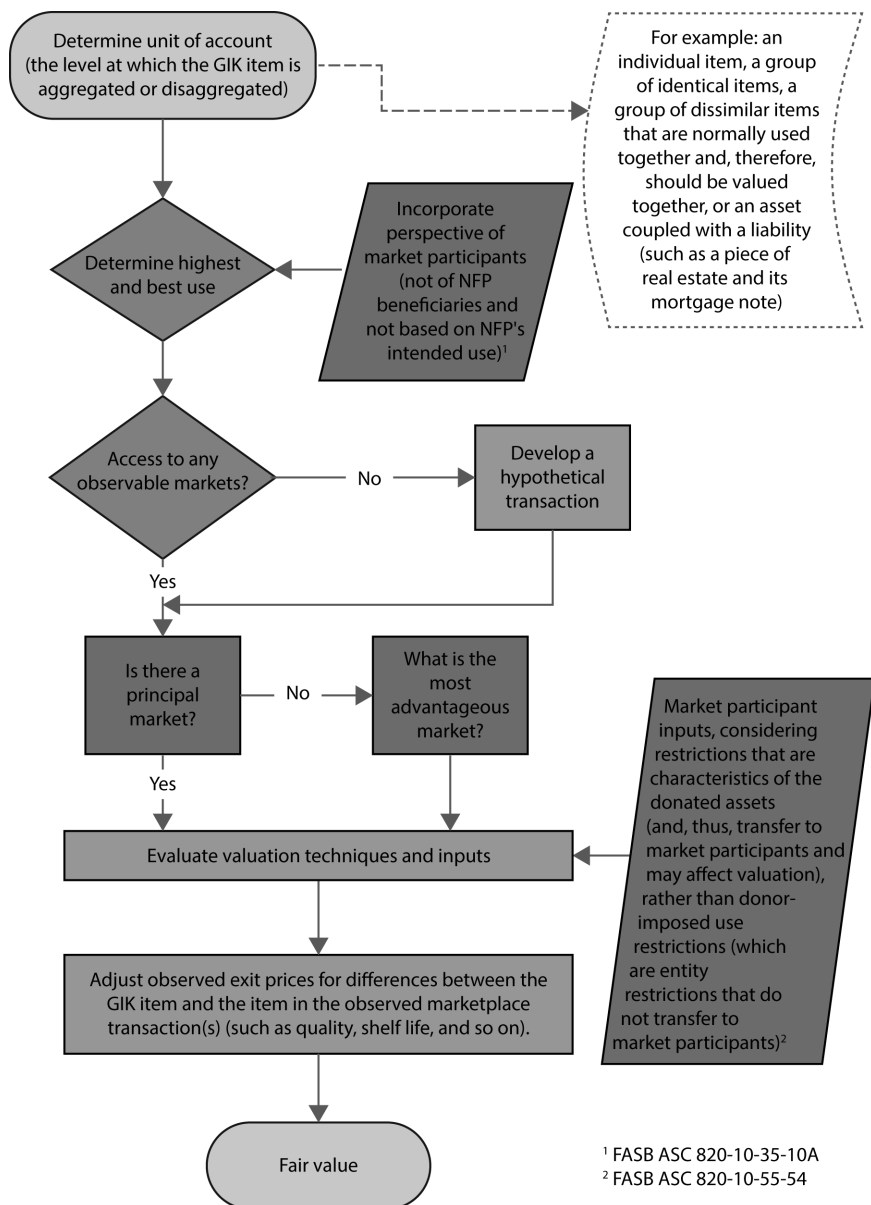 Determine unit of account
(the level at which the GIK item is
aggregated or disaggregated)
For example: an
individual item, a group
of identical items, a
group of dissimilar items
that are normally used
together and, therefore,
should be valued
together, or an asset
coupled with a liability
(such as a piece of
real estate and its
mortgage note)
Determine highest
and best use
Incorporate
perspective of
market participants
(not of NFP
beneficiaries and
not based on NFP's
intended use)¹
Access to any
observable markets?
No
Develop a
hypothetical
transaction
Yes
Is there a
principal
market?
No
What is the
most
advantageous
market?
Yes
Market participant
inputs, considering
restrictions that are
characteristics of the
donated assets
(and, thus, transfer to
market participants and
may affect valuation),
rather than donor-
imposed use
restrictions (which
are entity
restrictions that do
not transfer to
market participants)²
Evaluate valuation techniques and inputs
Adjust observed exit prices for differences between the
GIK item and the item in the observed marketplace
transaction(s) (such as quality, shelf life, and so on).
Fair value
¹ FASB ASC 820-10-35-10A
² FASB ASC 820-10-55-54